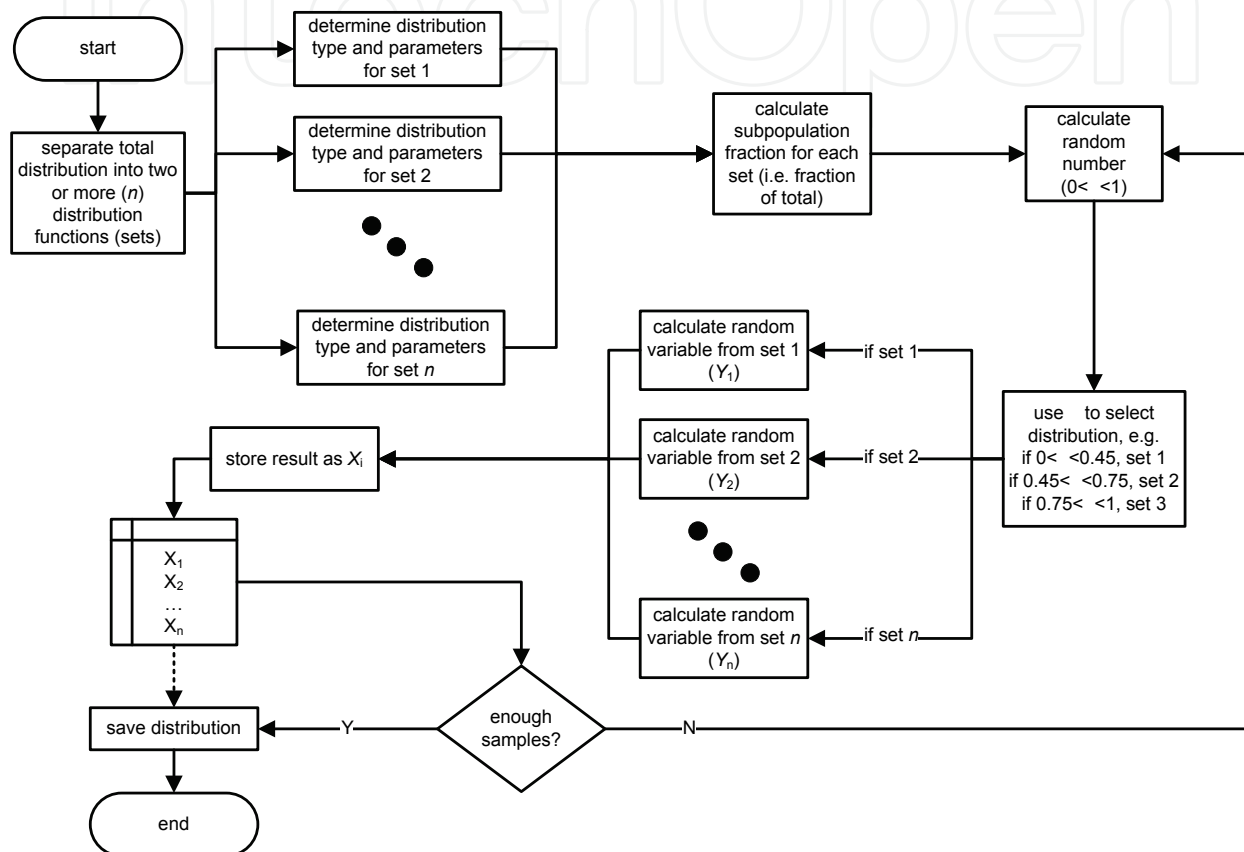 start
determine distribution
type and parameters
for set 1
separate total
distribution into two
or more (n)
distribution
functions (sets)
determine distribution
type and parameters
for set 2
determine distribution
type and parameters
for set n
calculate
subpopulation
fraction for each
set (i.e. fraction
of total)
calculate
random
number
(0< <1)
use to select
distribution, e.g.
if 0< <0.45, set 1
if 0.45< <0.75, set 2
if 0.75< <1, set 3
if set 1
if set 2
if set n
calculate random
variable from set 1
(Y1)
calculate random
variable from set 2
(Y2)
calculate random
variable from set n
(Yn)
store result as Xi
X1
X2
...
Xn
enough
samples?
Y
N
save distribution
end